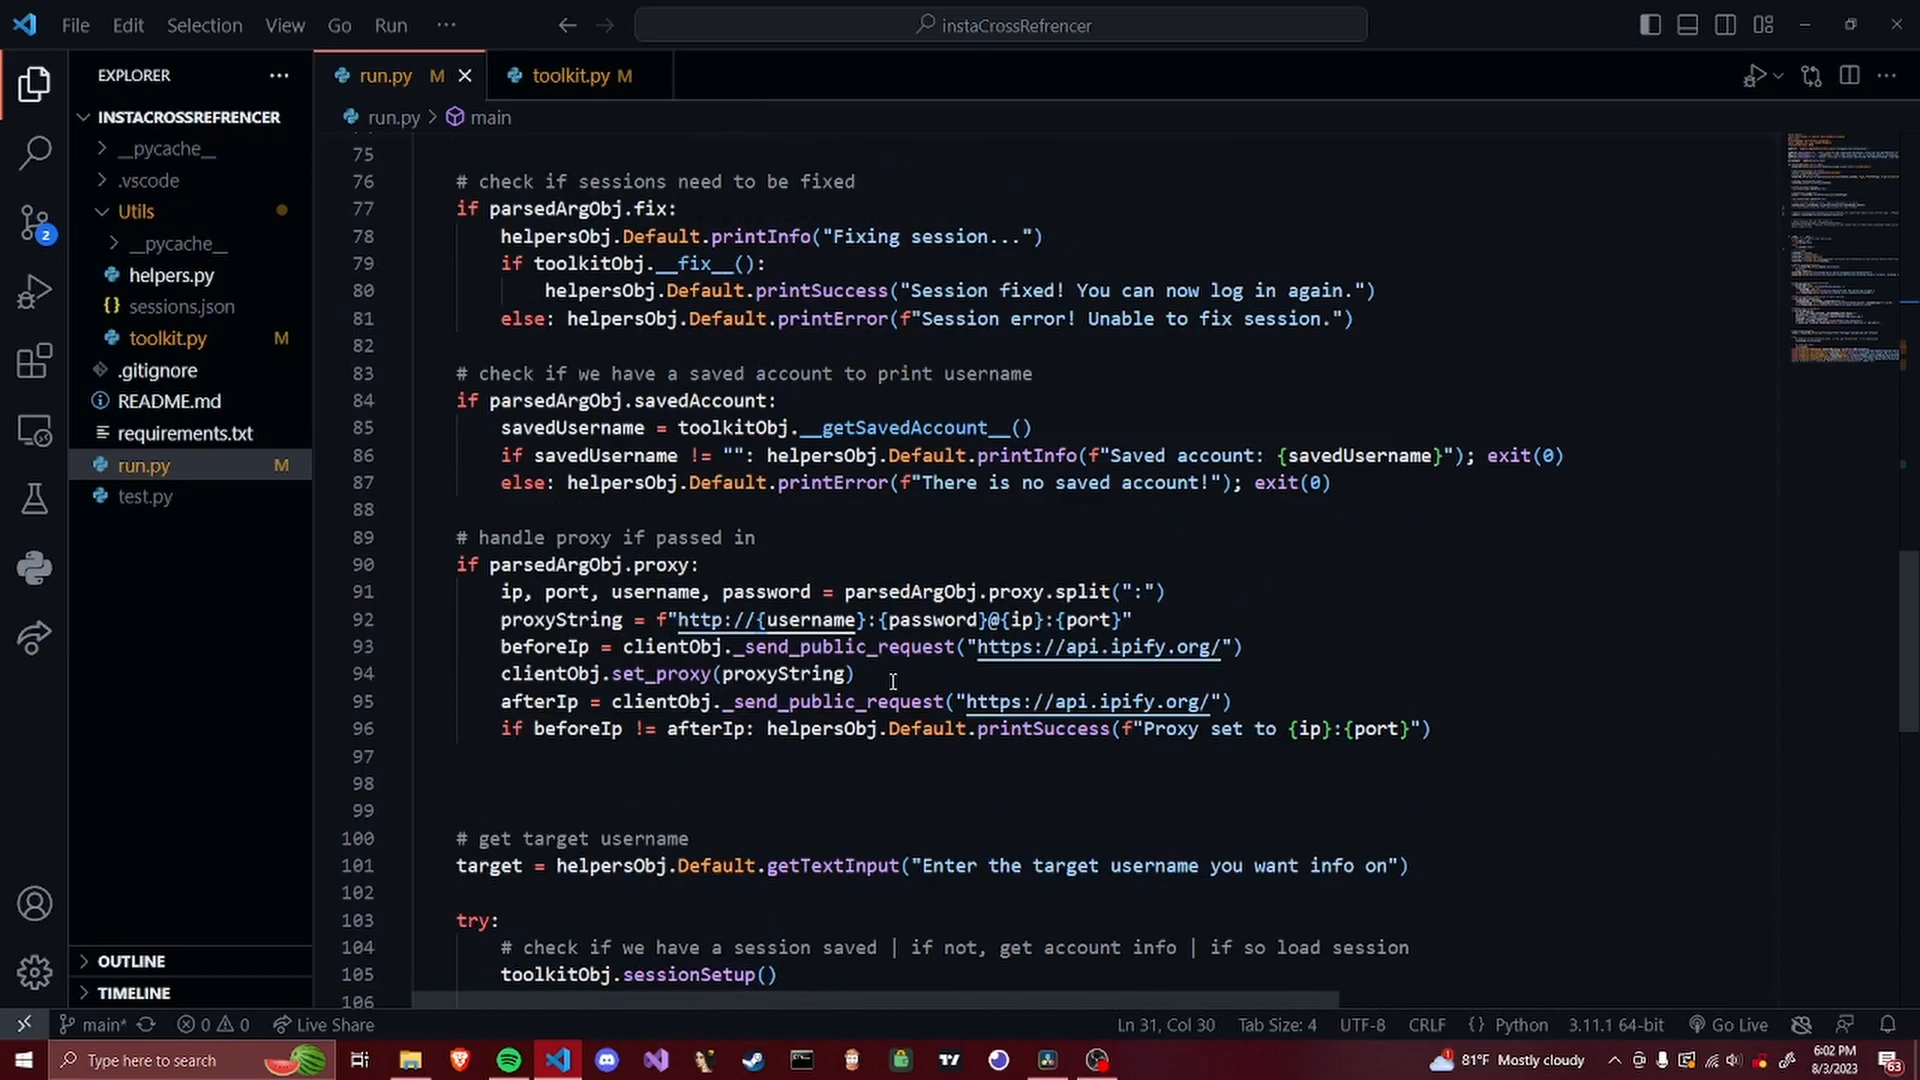 File Edit Selection View Go Run ··· instaCrossRefrencer
EXPLORER ···
run.py M
toolkit.py M
run.py > main
INSTACROSSREFRENCER
__pycache__
.vscode
Utils
__pycache__
helpers.py
{} sessions.json
toolkit.py M
.gitignore
README.md
requirements.txt
run.py M
test.py
OUTLINE
TIMELINE
2
75
76 # check if sessions need to be fixed
77 if parsedArgObj.fix:
78 helpersObj.Default.printInfo("Fixing session...")
79 if toolkitObj.__fix__():
80 helpersObj.Default.printSuccess("Session fixed! You can now log in again.")
81 else: helpersObj.Default.printError(f"Session error! Unable to fix session.")
82
83 # check if we have a saved account to print username
84 if parsedArgObj.savedAccount:
85 savedUsername = toolkitObj.__getSavedAccount__()
86 if savedUsername != "": helpersObj.Default.printInfo(f"Saved account: {savedUsername}"); exit(0)
87 else: helpersObj.Default.printError(f"There is no saved account!"); exit(0)
88
89 # handle proxy if passed in
90 if parsedArgObj.proxy:
91 ip, port, username, password = parsedArgObj.proxy.split(":")
92 proxyString = f"http://{username}:{password}@{ip}:{port}"
93 beforeIp = clientObj._send_public_request("https://api.ipify.org/")
94 clientObj.set_proxy(proxyString)
95 afterIp = clientObj._send_public_request("https://api.ipify.org/")
96 if beforeIp != afterIp: helpersObj.Default.printSuccess(f"Proxy set to {ip}:{port}")
97
98
99
100 # get target username
101 target = helpersObj.Default.getTextInput("Enter the target username you want info on")
102
103 try:
104 # check if we have a session saved | if not, get account info | if so load session
105 toolkitObj.sessionSetup()
106
main* 0 0 Live Share Ln 31, Col 30 Tab Size: 4 UTF-8 CRLF {} Python 3.11.1 64-bit Go Live
Type here to search 81°F Mostly cloudy 6:02 PM
8/3/2023
63